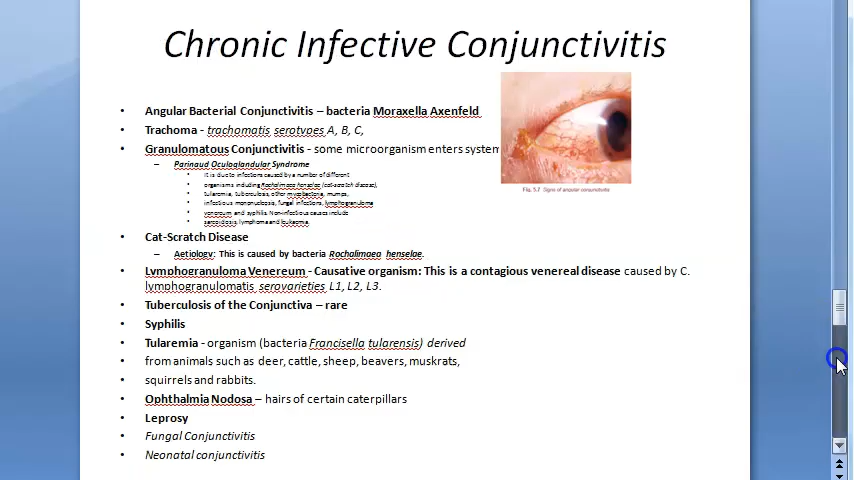 Chronic Infective Conjunctivitis
• Angular Bacterial Conjunctivitis – bacteria Moraxella Axenfeld
• Trachoma - trachomatis serotypes A, B, C,
• Granulomatous Conjunctivitis - some microorganism enters system
– Parinaud Oculoglandular Syndrome
• It is due to infections caused by a number of different
• organisms including Rochalimaea henselae (cat-scratch disease),
• tularemia, tuberculosis, other mycobacteria, mumps,
• infectious mononucleosis, fungal infections, lymphogranuloma
• venereum and syphilis. Non-infectious causes include
• sarcoidosis, lymphoma and leukaemia.
Fig. 5.7 Signs of angular conjunctivitis
• Cat-Scratch Disease
– Aetiology: This is caused by bacteria Rochalimaea henselae.
• Lymphogranuloma Venereum - Causative organism: This is a contagious venereal disease caused by C.
lymphogranulomatis serovarieties L1, L2, L3.
• Tuberculosis of the Conjunctiva – rare
• Syphilis
• Tularemia - organism (bacteria Francisella tularensis) derived
• from animals such as deer, cattle, sheep, beavers, muskrats,
• squirrels and rabbits.
• Ophthalmia Nodosa – hairs of certain caterpillars
• Leprosy
• Fungal Conjunctivitis
• Neonatal conjunctivitis